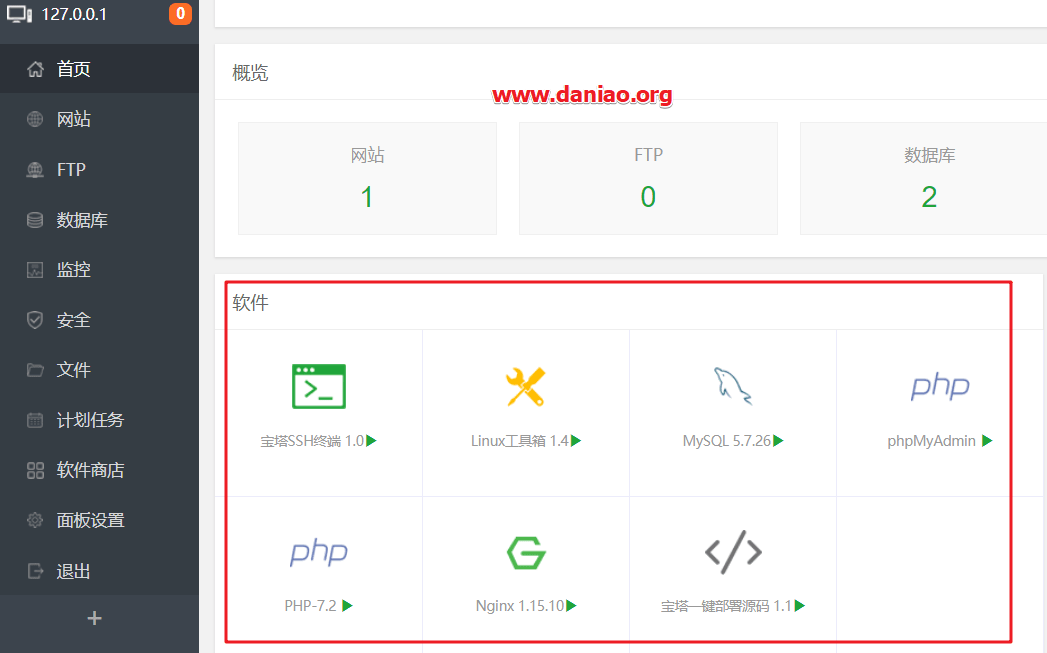 127.0.0.1 0
首页
网站
FTP
数据库
监控
安全
文件
计划任务
软件商店
面板设置
退出
+
概览
www.daniao.org
网站 FTP 数据库
1 0 2
软件
宝塔SSH终端 1.0 Linux工具箱 1.4 MySQL 5.7.26 php phpMyAdmin
php PHP-7.2 Nginx 1.15.10 宝塔一键部署源码 1.1